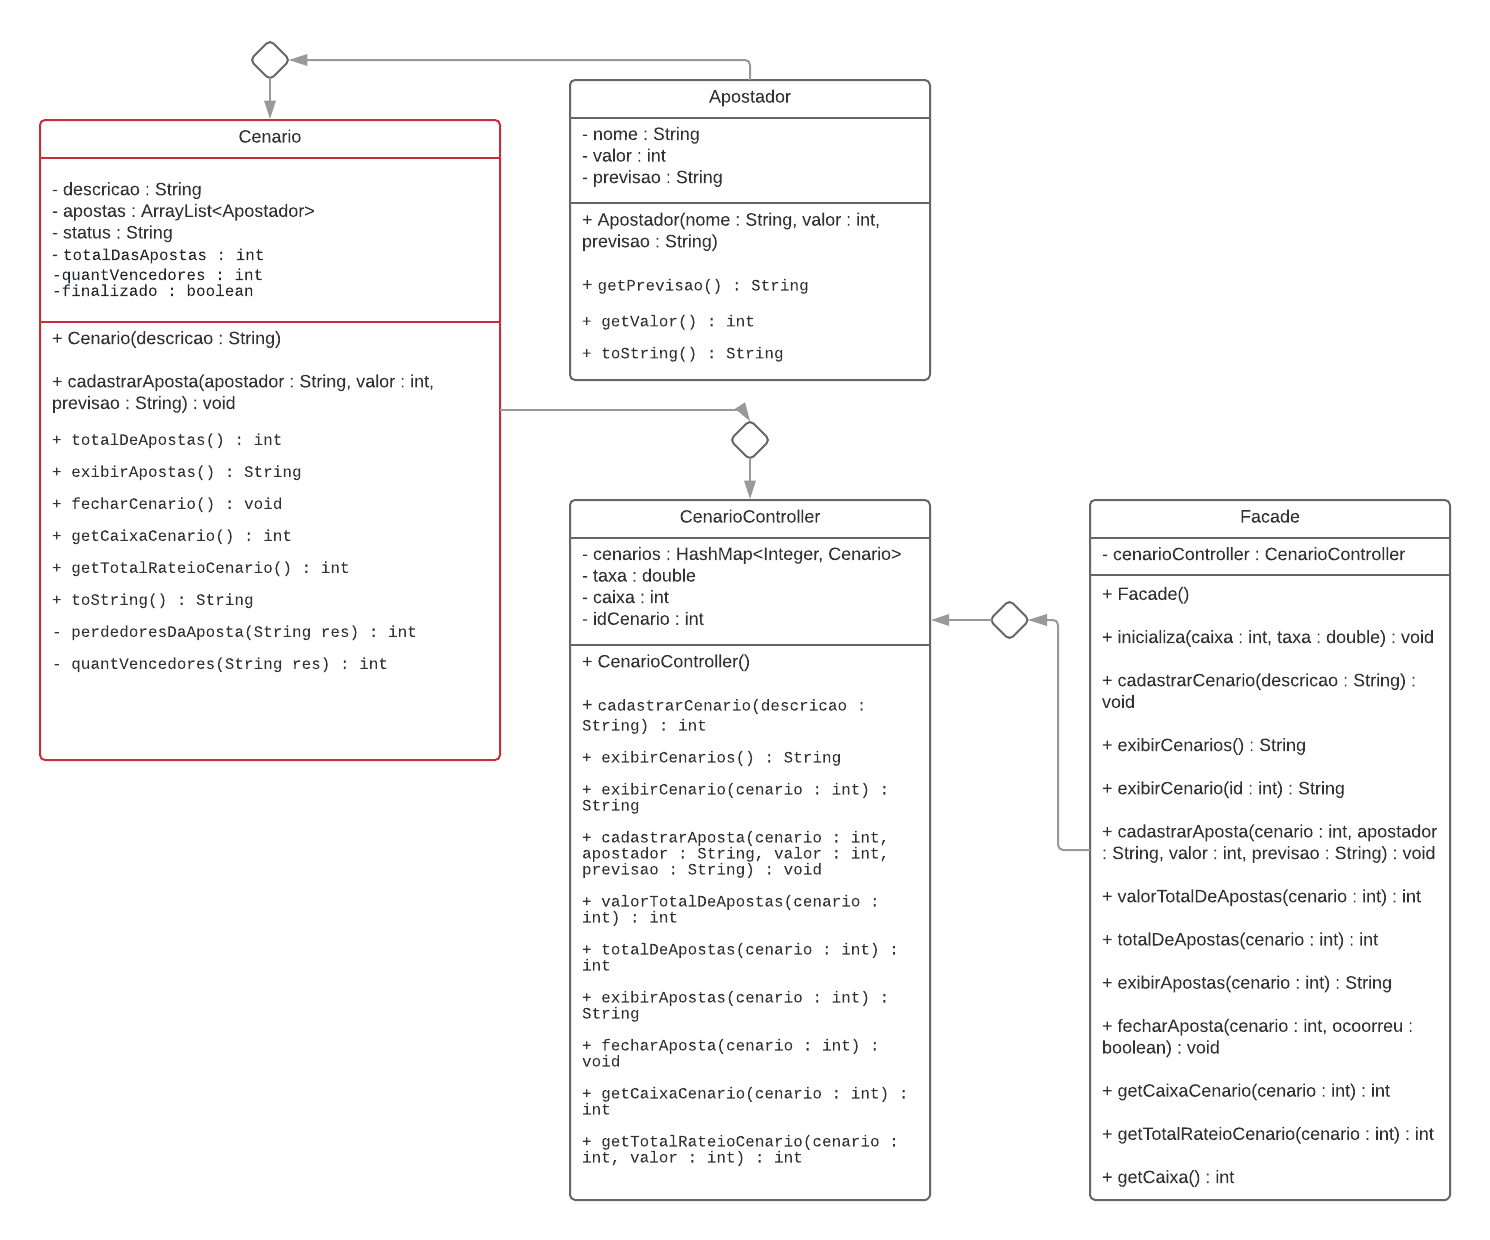 Apostador
- nome : String
- valor : int
- previsao : String
+ Apostador(nome : String, valor : int,
previsao : String)
+ getPrevisao() : String
+ getValor() : int
+ toString() : String
Cenario
- descricao : String
- apostas : ArrayList<Apostador>
- status : String
- totalDasApostas : int
-quantVencedores : int
-finalizado : boolean
+ Cenario(descricao : String)
+ cadastrarAposta(apostador : String, valor : int,
previsao : String) : void
+ totalDeApostas() : int
+ exibirApostas() : String
+ fecharCenario() : void
+ getCaixaCenario() : int
+ getTotalRateioCenario() : int
+ toString() : String
- perdedoresDaAposta(String res) : int
- quantVencedores(String res) : int
CenarioController
- cenarios : HashMap<Integer, Cenario>
- taxa : double
- caixa : int
- idCenario : int
+ CenarioController()
+ cadastrarCenario(descricao :
String) : int
+ exibirCenarios() : String
+ exibirCenario(cenario : int) :
String
+ cadastrarAposta(cenario : int,
apostador : String, valor : int,
previsao : String) : void
+ valorTotalDeApostas(cenario :
int) : int
+ totalDeApostas(cenario : int) :
int
+ exibirApostas(cenario : int) :
String
+ fecharAposta(cenario : int) :
void
+ getCaixaCenario(cenario : int) :
int
+ getTotalRateioCenario(cenario :
int, valor : int) : int
Facade
- cenarioController : CenarioController
+ Facade()
+ inicializa(caixa : int, taxa : double) : void
+ cadastrarCenario(descricao : String) :
void
+ exibirCenarios() : String
+ exibirCenario(id : int) : String
+ cadastrarAposta(cenario : int, apostador
: String, valor : int, previsao : String) : void
+ valorTotalDeApostas(cenario : int) : int
+ totalDeApostas(cenario : int) : int
+ exibirApostas(cenario : int) : String
+ fecharAposta(cenario : int, ocoorreu :
boolean) : void
+ getCaixaCenario(cenario : int) : int
+ getTotalRateioCenario(cenario : int) : int
+ getCaixa() : int